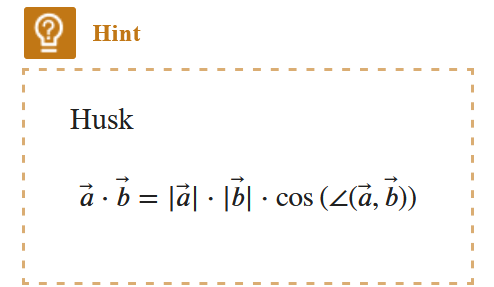 Hint
Husk
a⃗ · b⃗ = |a⃗| · |b⃗| · cos (∠(a⃗, b⃗))